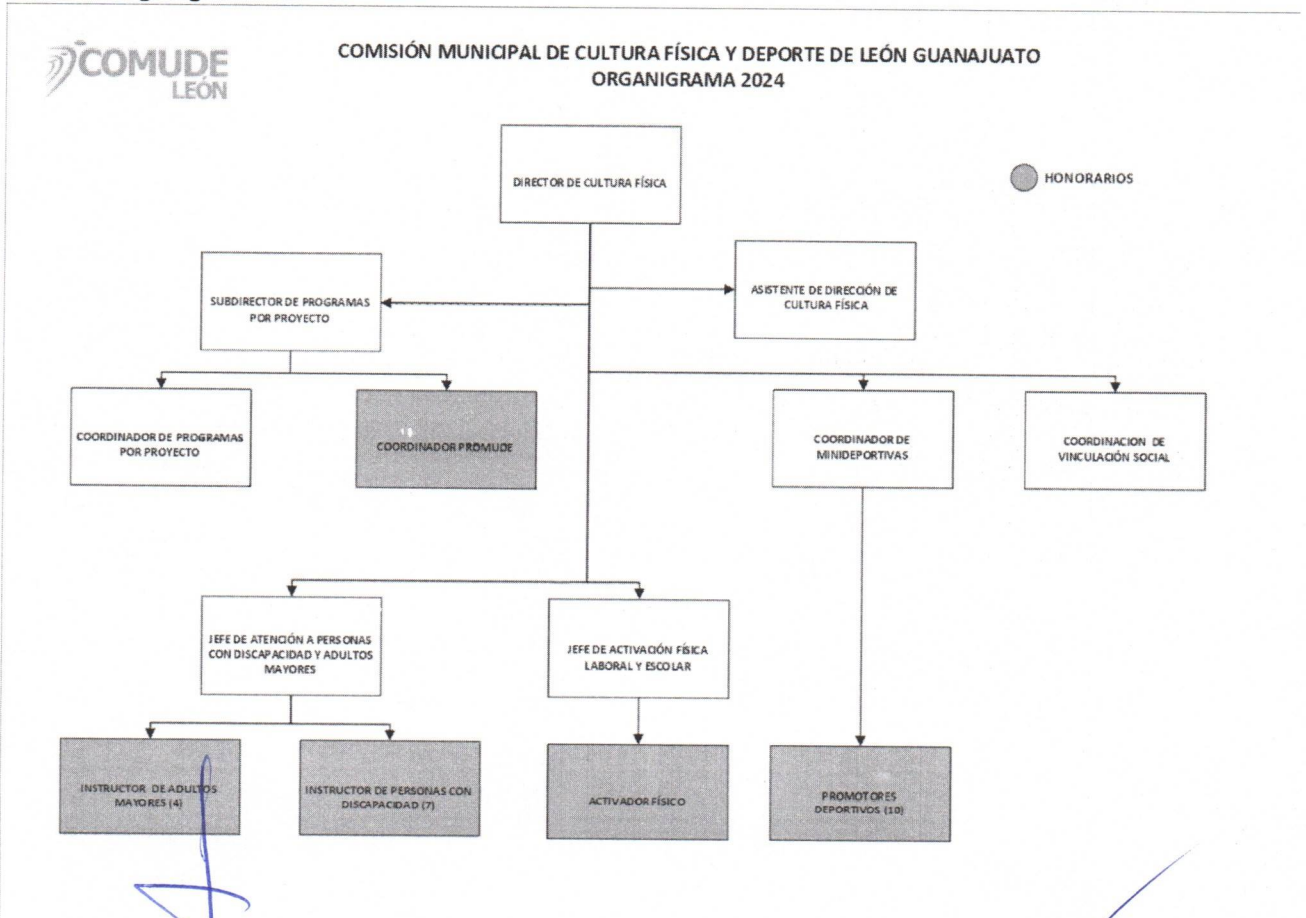 COMUDE
LEÓN
COMISIÓN MUNICIPAL DE CULTURA FÍSICA Y DEPORTE DE LEÓN GUANAJUATO
ORGANIGRAMA 2024
DIRECTOR DE CULTURA FÍSICA
HONORARIOS
SUBDIRECTOR DE PROGRAMAS
POR PROYECTO
ASISTENTE DE DIRECCIÓN DE
CULTURA FÍSICA
COORDINADOR DE PROGRAMAS
POR PROYECTO
COORDINADOR PROMUDE
COORDINADOR DE
MINIDEPORTIVAS
COORDINACION DE
VINCULACIÓN SOCIAL
JEFE DE ATENCIÓN A PERSONAS
CON DISCAPACIDAD Y ADULTOS
MAYORES
JEFE DE ACTIVACIÓN FÍSICA
LABORAL Y ESCOLAR
INSTRUCTOR DE ADULTOS
MAYORES (4)
INSTRUCTOR DE PERSONAS CON
DISCAPACIDAD (7)
ACTIVADOR FÍSICO
PROMOTORES
DEPORTIVOS (10)